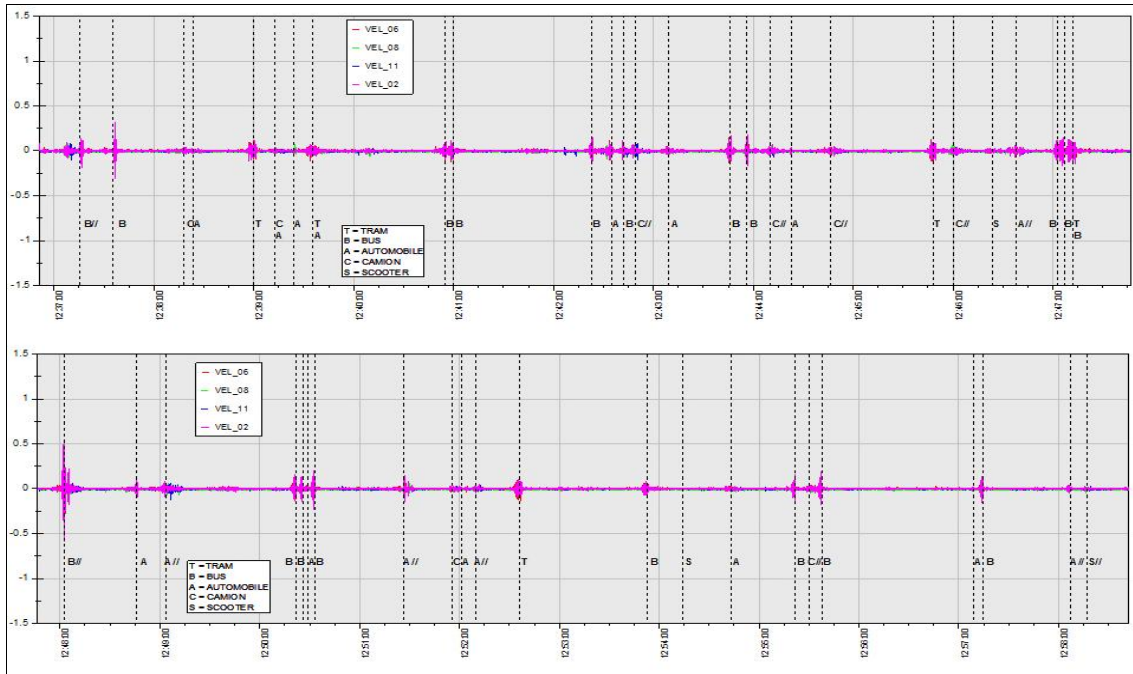 1.5
1
0.5
0
-0.5
-1
-1.5
VEL_06
VEL_08
VEL_11
VEL_02
B// B C A T C A T B B B A B C// A B B C// A C// T C// S A// B B T
A A B
T = TRAM
B = BUS
A = AUTOMOBILE
C = CAMION
S = SCOOTER
12:37:00 12:38:00 12:39:00 12:40:00 12:41:00 12:42:00 12:43:00 12:44:00 12:45:00 12:46:00 12:47:00
1.5
1
0.5
0
-0.5
-1
-1.5
VEL_06
VEL_08
VEL_11
VEL_02
B// A A// B B A B A// C A A// T B S A B C// B A B A// S//
T = TRAM
B = BUS
A = AUTOMOBILE
C = CAMION
S = SCOOTER
12:48:00 12:49:00 12:50:00 12:51:00 12:52:00 12:53:00 12:54:00 12:55:00 12:56:00 12:57:00 12:58:00